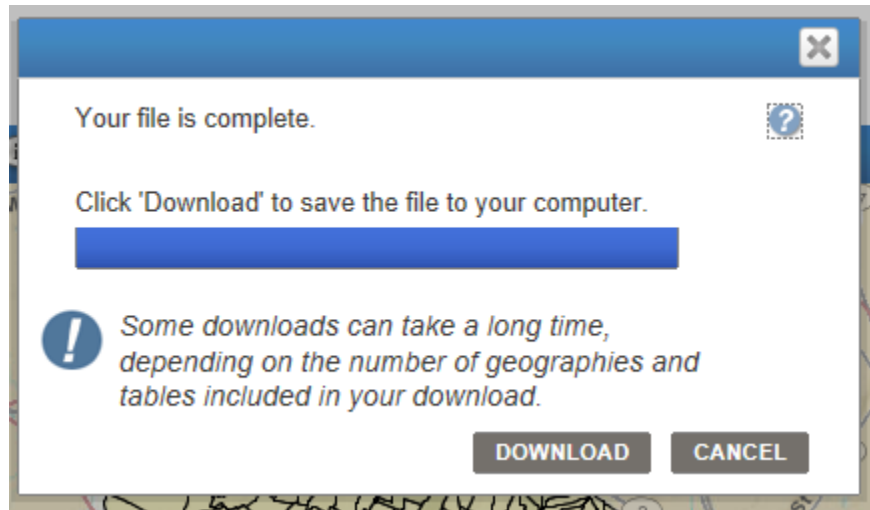 Your file is complete.
?
Click 'Download' to save the file to your computer.
!
Some downloads can take a long time,
depending on the number of geographies and
tables included in your download.
DOWNLOAD CANCEL
St